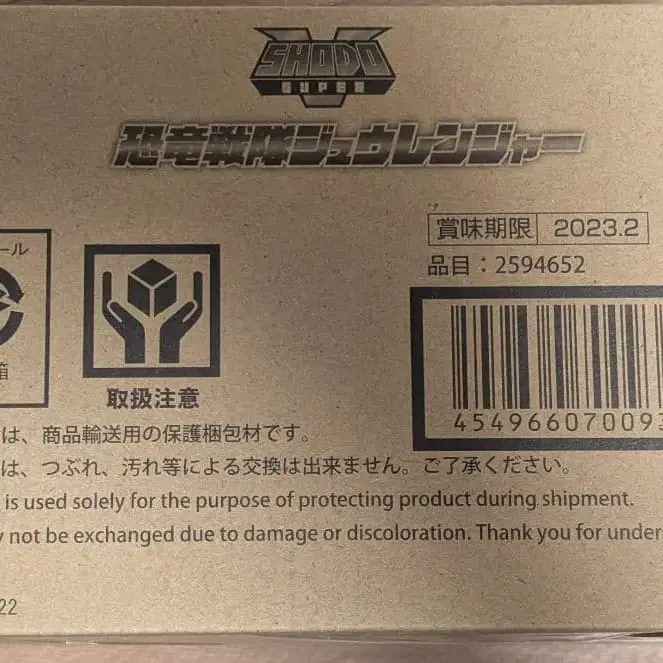 SHODO
SUPER
恐竜戦隊ジュウレンジャー
賞味期限 2023.2
品目：2594652
ール
箱
取扱注意
454966070093
は、商品輸送用の保護梱包材です。
は、つぶれ、汚れ等による交換は出来ません。ご了承ください。
is used solely for the purpose of protecting product during shipment.
not be exchanged due to damage or discoloration. Thank you for under
22